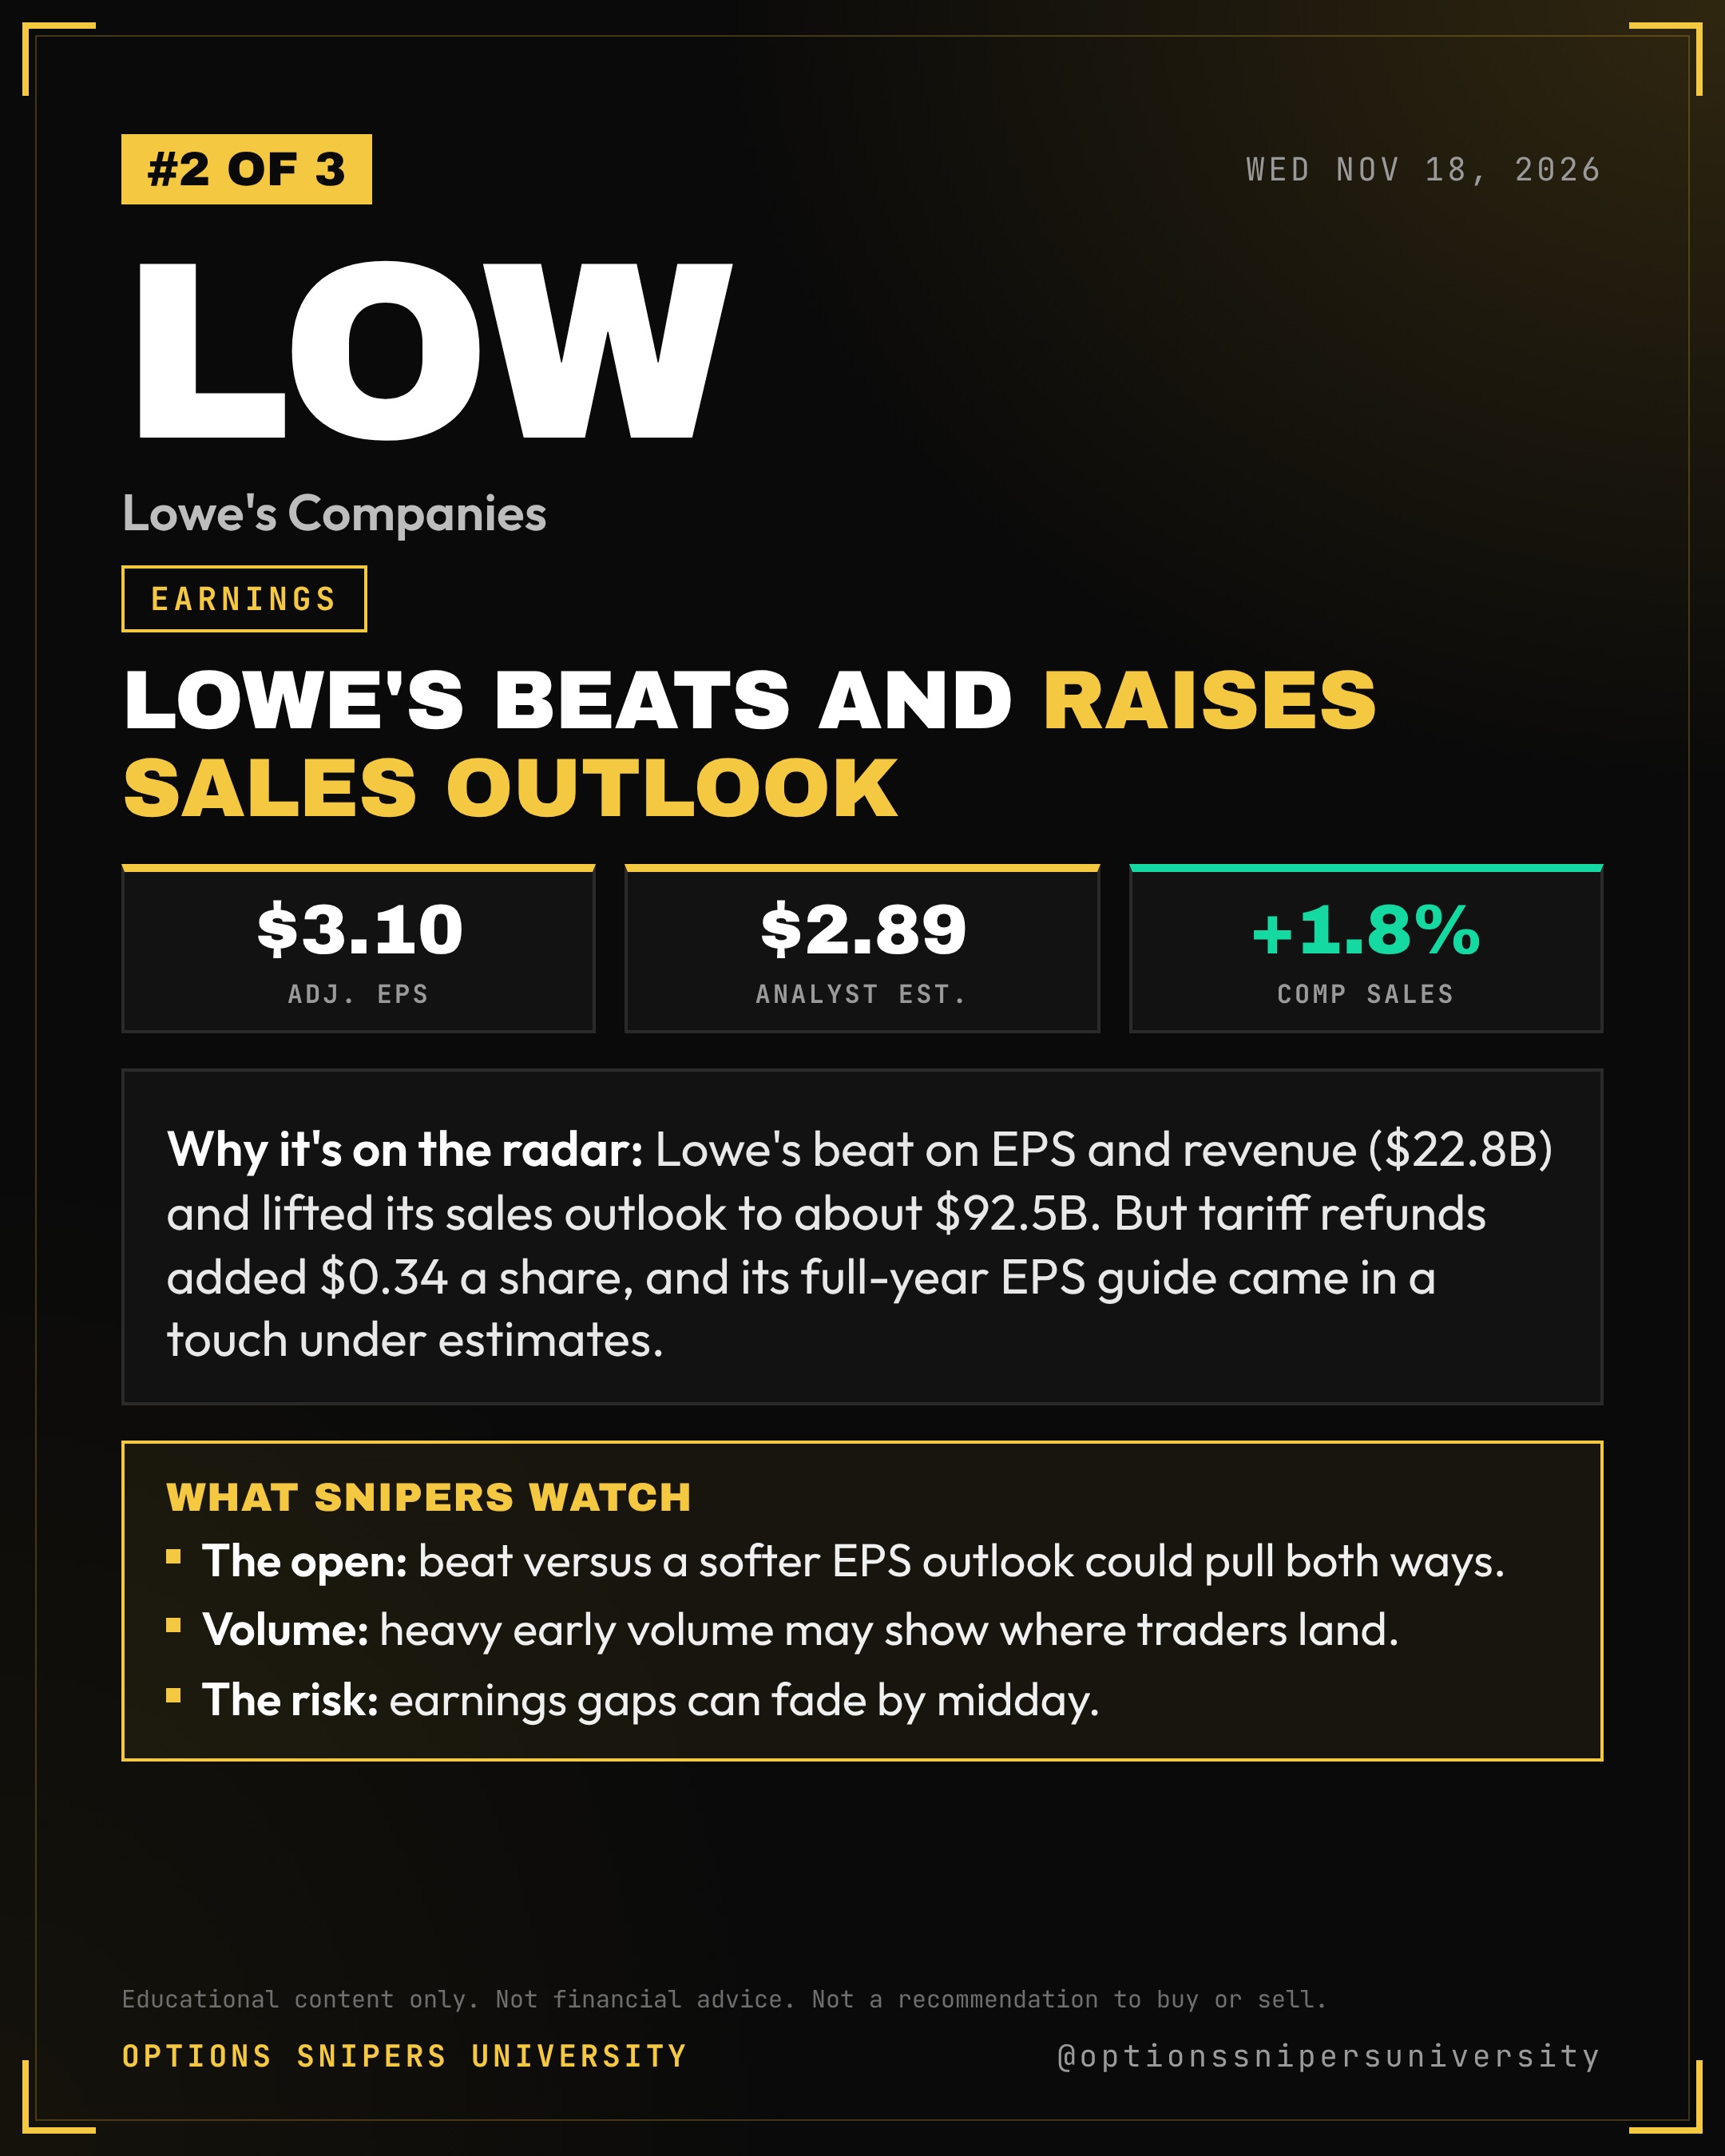 #2 OF 3
WED NOV 18, 2026
LOW
Lowe's Companies
EARNINGS
LOWE'S BEATS AND RAISES
SALES OUTLOOK
$3.10
ADJ. EPS
$2.89
ANALYST EST.
+1.8%
COMP SALES
Why it's on the radar: Lowe's beat on EPS and revenue ($22.8B)
and lifted its sales outlook to about $92.5B. But tariff refunds
added $0.34 a share, and its full-year EPS guide came in a
touch under estimates.
WHAT SNIPERS WATCH
The open: beat versus a softer EPS outlook could pull both ways.
Volume: heavy early volume may show where traders land.
The risk: earnings gaps can fade by midday.
Educational content only. Not financial advice. Not a recommendation to buy or sell.
OPTIONS SNIPERS UNIVERSITY
@optionssnipersuniversity